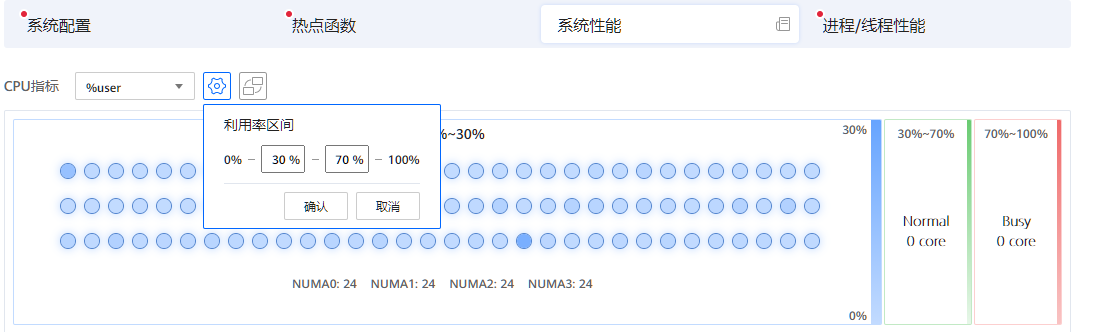 系统配置
热点函数
系统性能
进程/线程性能
CPU指标
%user
利用率区间
0% – 30 % – 70 % – 100%
确认
取消
%~30%
30%
0%
NUMA0: 24 NUMA1: 24 NUMA2: 24 NUMA3: 24
30%~70%
Normal
0 core
70%~100%
Busy
0 core